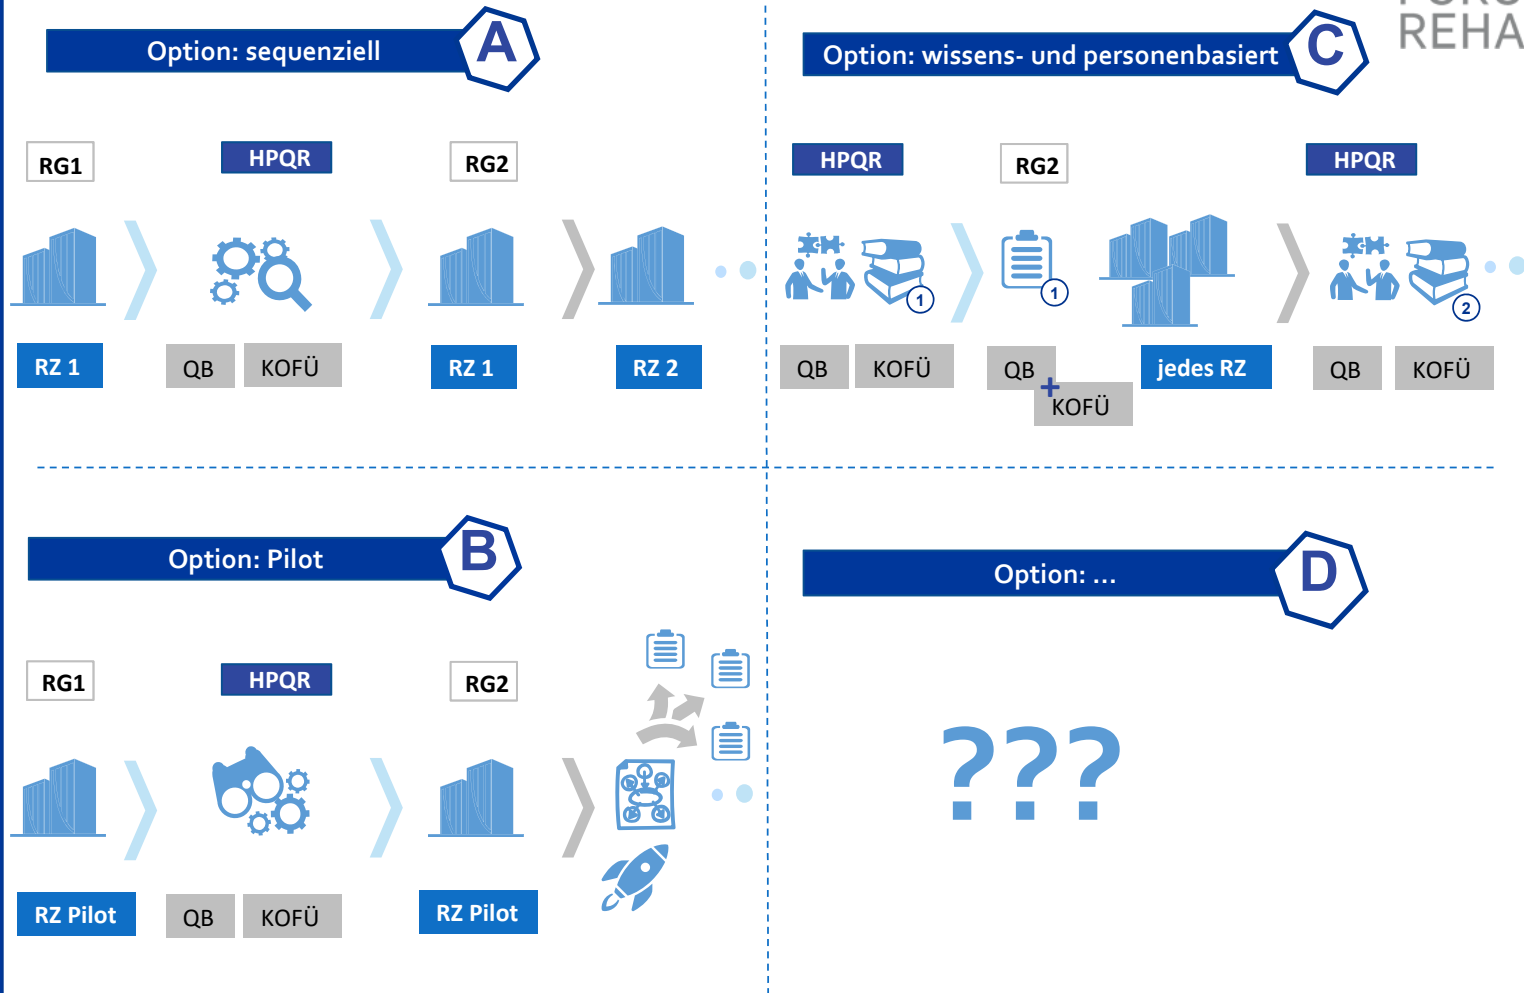 REHA
Option: sequenziell
A
RG1
HPQR
RG2
RZ 1
QB
KOFÜ
RZ 1
RZ 2
Option: wissens- und personenbasiert
C
HPQR
RG2
HPQR
1
1
2
QB
KOFÜ
QB
+
KOFÜ
jedes RZ
QB
KOFÜ
Option: Pilot
B
RG1
HPQR
RG2
RZ Pilot
QB
KOFÜ
RZ Pilot
Option: ...
D
???